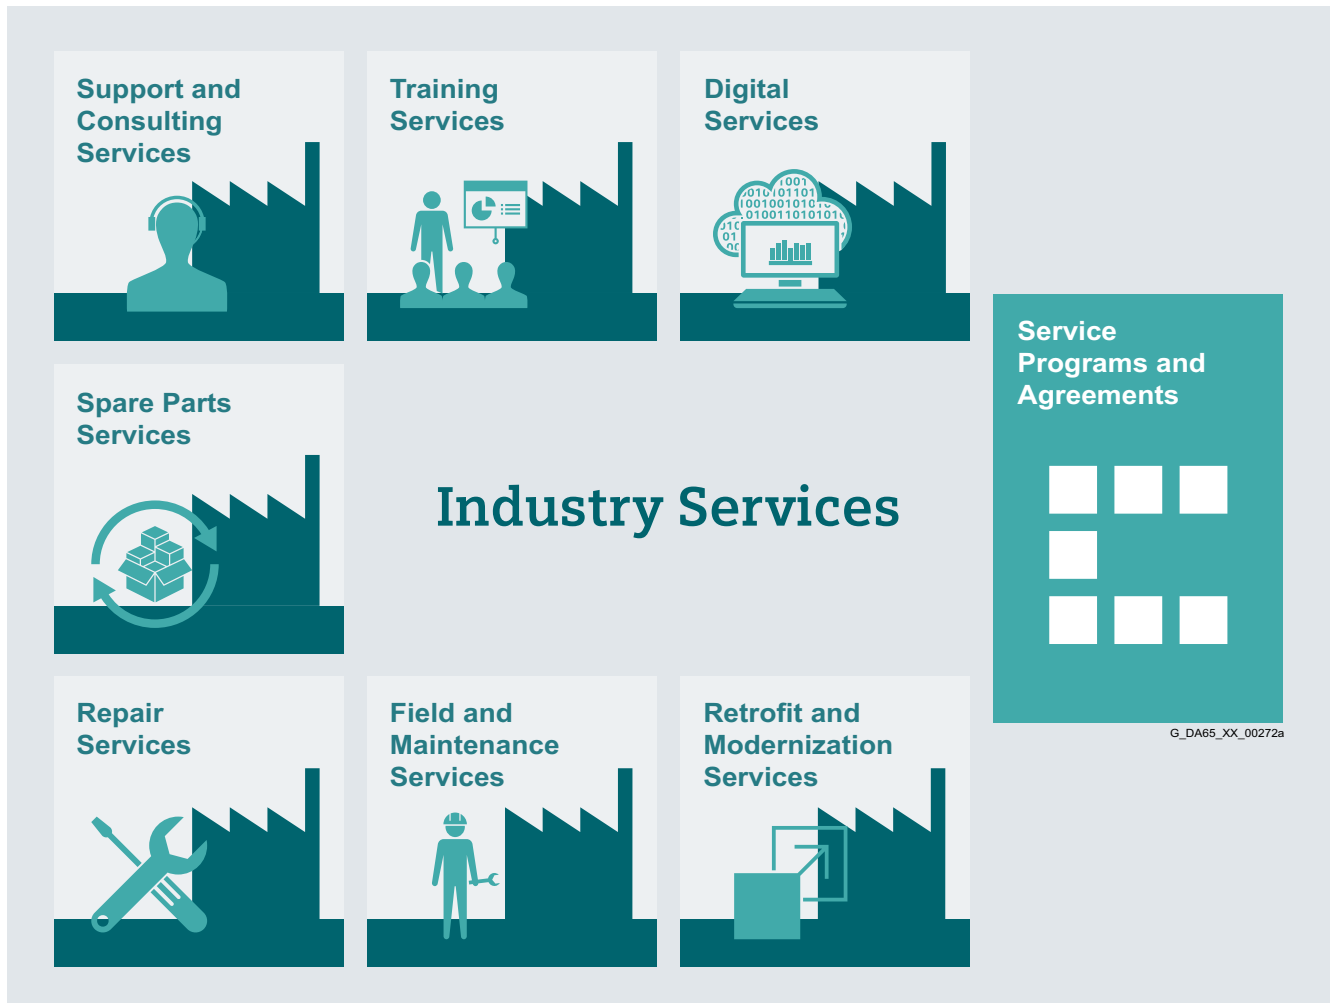 Support and
Consulting
Services
Training
Services
Digital
Services
Service
Programs and
Agreements
Spare Parts
Services
Industry Services
Repair
Services
Field and
Maintenance
Services
Retrofit and
Modernization
Services
G_DA65_XX_00272a